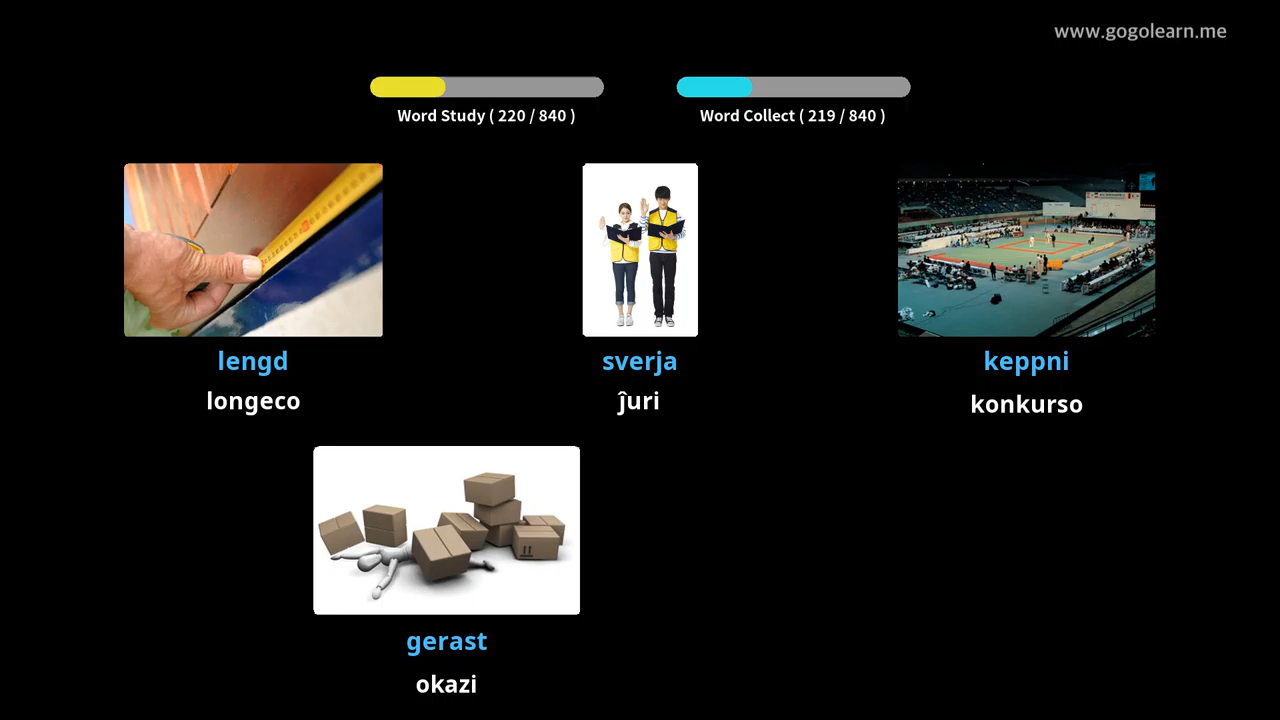 www.gogolearn.me
Word Study ( 220 / 840 )
Word Collect ( 219 / 840 )
lengd
longeco
sverja
ĵuri
keppni
konkurso
gerast
okazi